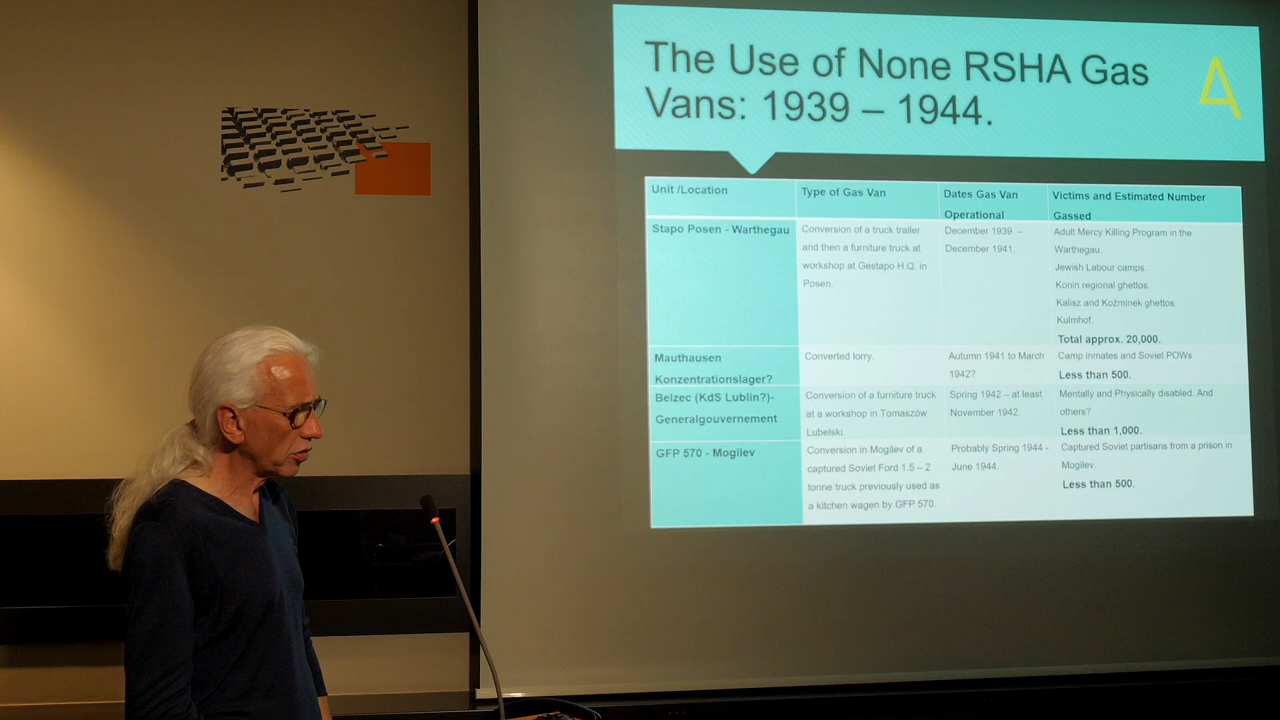 The Use of None RSHA Gas
Vans: 1939 – 1944.
Unit /Location
Type of Gas Van
Dates Gas Van
Operational
Victims and Estimated Number
Gassed
Stapo Posen - Warthegau
Conversion of a truck trailer
and then a furniture truck at
workshop at Gestapo H.Q. in
Posen.
December 1939 –
December 1941.
Adult Mercy Killing Program in the
Warthegau.
Jewish Labour camps.
Konin regional ghettos.
Kalisz and Koźminek ghettos.
Kulmhof.
Total approx. 20,000.
Mauthausen
Konzentrationslager?
Converted lorry.
Autumn 1941 to March
1942?
Camp inmates and Soviet POWs
Less than 500.
Belzec (KdS Lublin?)-
Generalgouvernement
Conversion of a furniture truck
at a workshop in Tomaszów
Lubelski.
Spring 1942 – at least
November 1942.
Mentally and Physically disabled. And
others?
Less than 1,000.
GFP 570 - Mogilev
Conversion in Mogilev of a
captured Soviet Ford 1.5 – 2
tonne truck previously used as
a kitchen wagen by GFP 570.
Probably Spring 1944 -
June 1944.
Captured Soviet partisans from a prison in
Mogilev.
Less than 500.